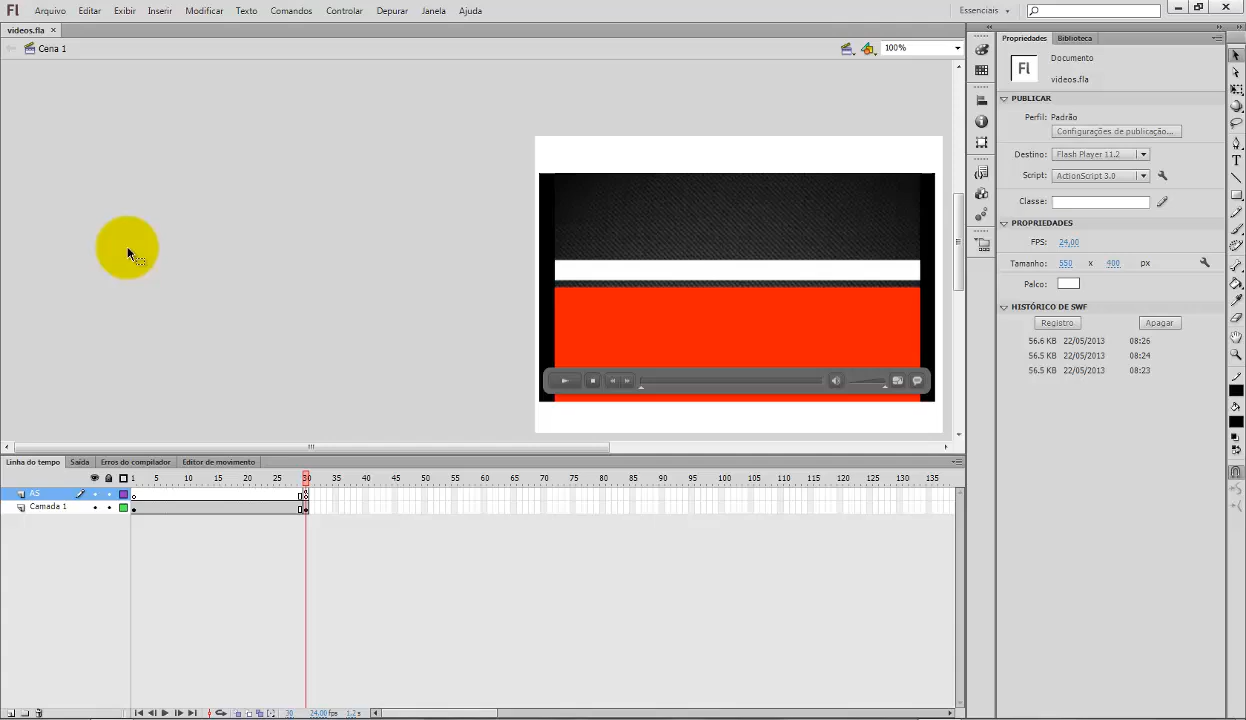 Fl Arquivo Editar Exibir Inserir Modificar Texto Comandos Controlar Depurar Janela Ajuda Essenciais
videos.fla
Cena 1
100%
Propriedades Biblioteca
Fl
Documento
videos.fla
PUBLICAR
Perfil: Padrão
Configurações de publicação...
Destino: Flash Player 11.2
Script: ActionScript 3.0
Classe:
PROPRIEDADES
FPS: 24,00
Tamanho: 550 x 400 px
Palco:
HISTÓRICO DE SWF
Registro Apagar
56.6 KB 22/05/2013 08:26
56.5 KB 22/05/2013 08:24
56.5 KB 22/05/2013 08:23
Linha do tempo Saída Erros do compilador Editor de movimento
1 5 10 15 20 25 30 35 40 45 50 55 60 65 70 75 80 85 90 95 100 105 110 115 120 125 130 135
AS
Camada 1
30 24,00 fps 1,2 s